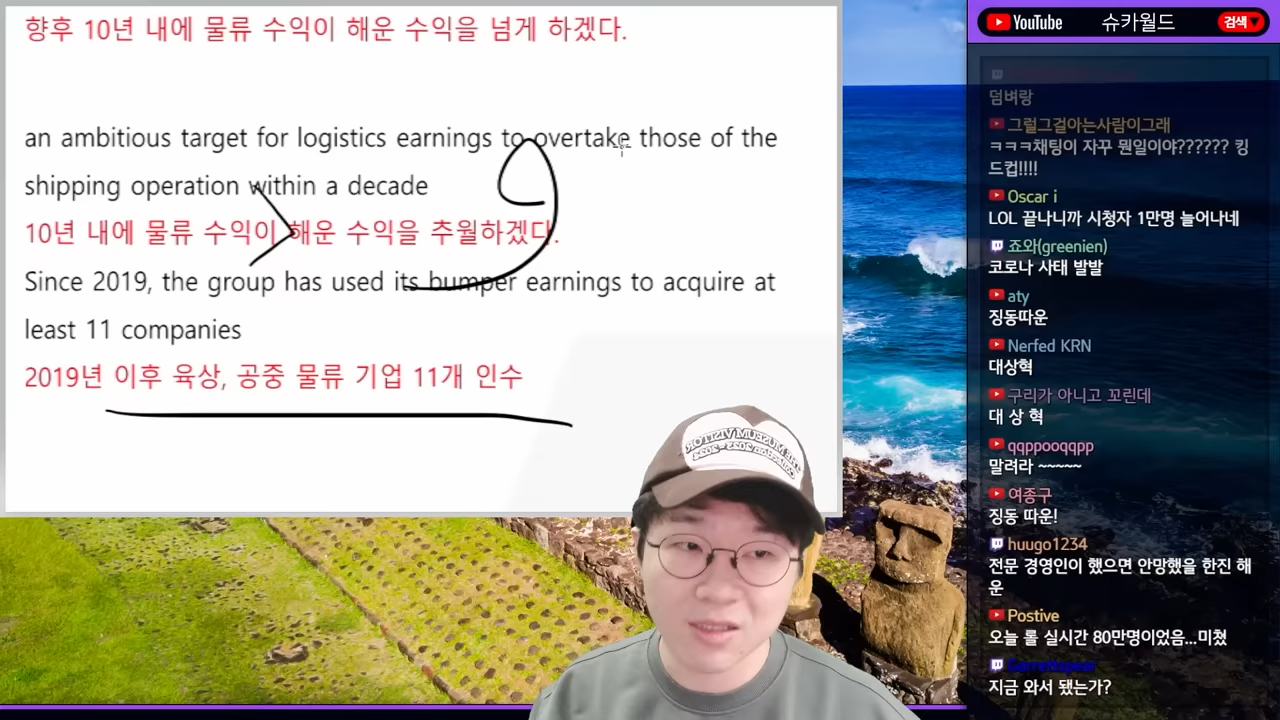 향후 10년 내에 물류 수익이 해운 수익을 넘게 하겠다.
an ambitious target for logistics earnings to overtake those of the
shipping operation within a decade
10년 내에 물류 수익이 해운 수익을 추월하겠다.
Since 2019, the group has used its bumper earnings to acquire at
least 11 companies
2019년 이후 육상, 공중 물류 기업 11개 인수
THE MUSEUM VISITOR
YouTube 슈카월드 검색
덤벼랑
그럴그걸아는사람이그래
ㅋㅋㅋ채팅이 자꾸 뭔일이야?????? 킹
드컵!!!!
Oscar i
LOL 끝나니까 시청자 1만명 늘어나네
죠와(greenien)
코로나 사태 발발
aty
징동따운
Nerfed KRN
대상혁
구리가 아니고 꼬린데
대 상 혁
qqppooqqpp
말려라 ~~~~~
여종구
징동 따운!
huugo1234
전문 경영인이 했으면 안망했을 한진 해
운
Postive
오늘 롤 실시간 80만명이었음...미쳤
지금 와서 됐는가?